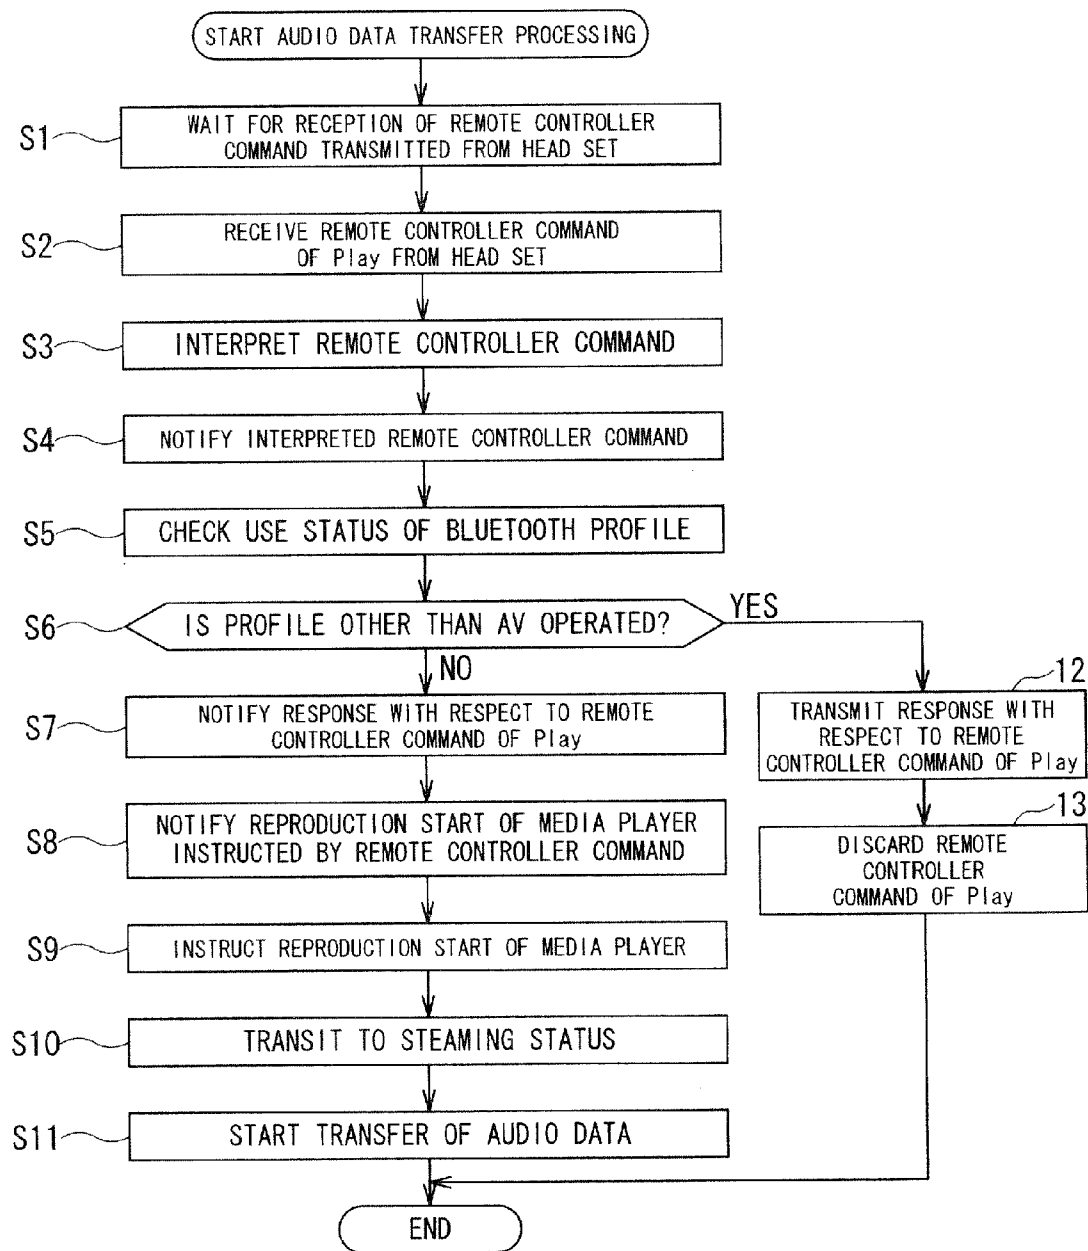 START AUDIO DATA TRANSFER PROCESSING
S1
WAIT FOR RECEPTION OF REMOTE CONTROLLER
COMMAND TRANSMITTED FROM HEAD SET
S2
RECEIVE REMOTE CONTROLLER COMMAND
OF Play FROM HEAD SET
S3
INTERPRET REMOTE CONTROLLER COMMAND
S4
NOTIFY INTERPRETED REMOTE CONTROLLER COMMAND
S5
CHECK USE STATUS OF BLUETOOTH PROFILE
S6
IS PROFILE OTHER THAN AV OPERATED?
YES
NO
S7
NOTIFY RESPONSE WITH RESPECT TO REMOTE
CONTROLLER COMMAND OF Play
12
TRANSMIT RESPONSE WITH
RESPECT TO REMOTE
CONTROLLER COMMAND OF Play
S8
NOTIFY REPRODUCTION START OF MEDIA PLAYER
INSTRUCTED BY REMOTE CONTROLLER COMMAND
13
DISCARD REMOTE
CONTROLLER
COMMAND OF Play
S9
INSTRUCT REPRODUCTION START OF MEDIA PLAYER
S10
TRANSIT TO STEAMING STATUS
S11
START TRANSFER OF AUDIO DATA
END